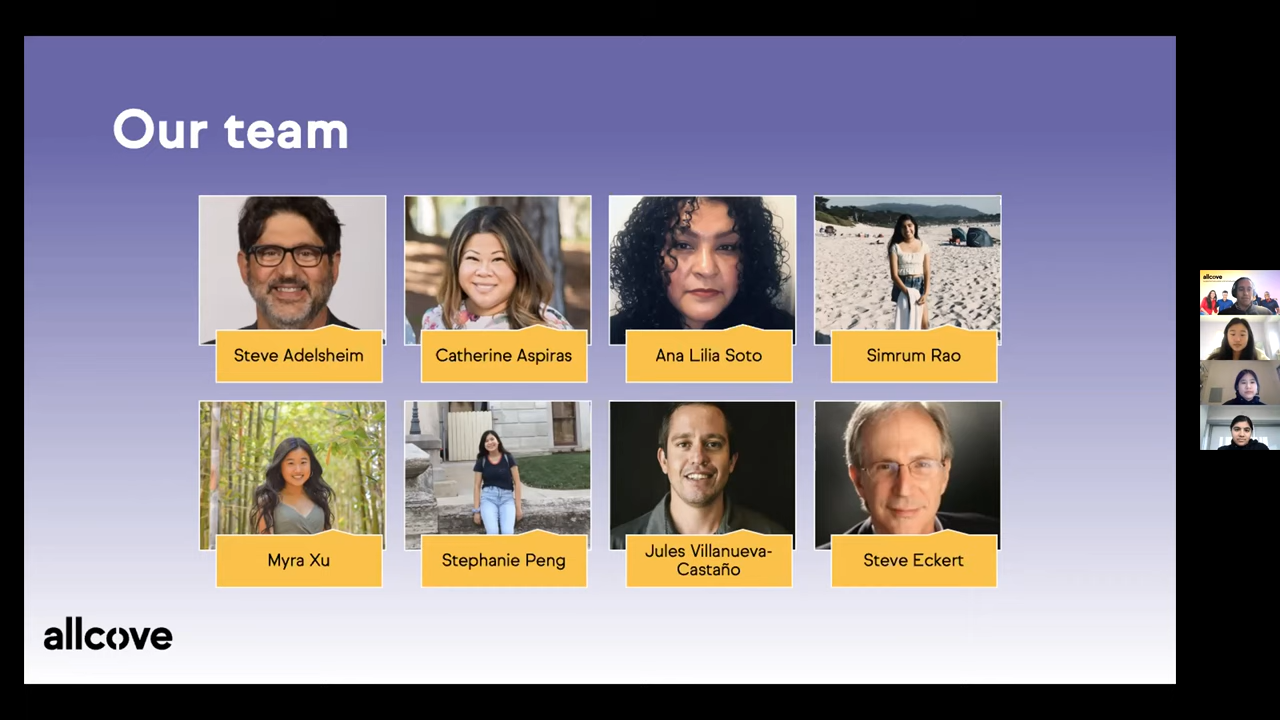 Our team
Steve Adelsheim
Catherine Aspiras
Ana Lilia Soto
Simrum Rao
Myra Xu
Stephanie Peng
Jules Villanueva-
Castaño
Steve Eckert
allcove
allcove